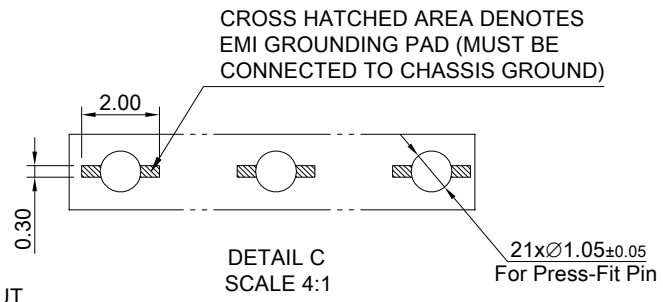 CROSS HATCHED AREA DENOTES
EMI GROUNDING PAD (MUST BE
CONNECTED TO CHASSIS GROUND)
2.00
0.30
DETAIL C
SCALE 4:1
21x∅1.05±0.05
For Press-Fit Pin
UT